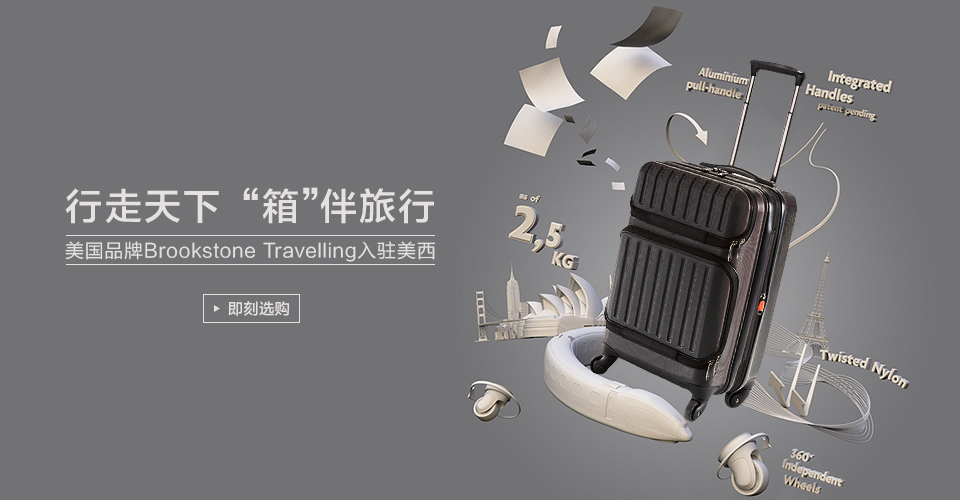 行走天下 “箱”伴旅行
美国品牌Brookstone Travelling入驻美西
即刻选购
Aluminium
pull-handle
Integrated
Handles
patent pending
as of
2,5
KG
Twisted Nylon
360°
Independent
Wheels